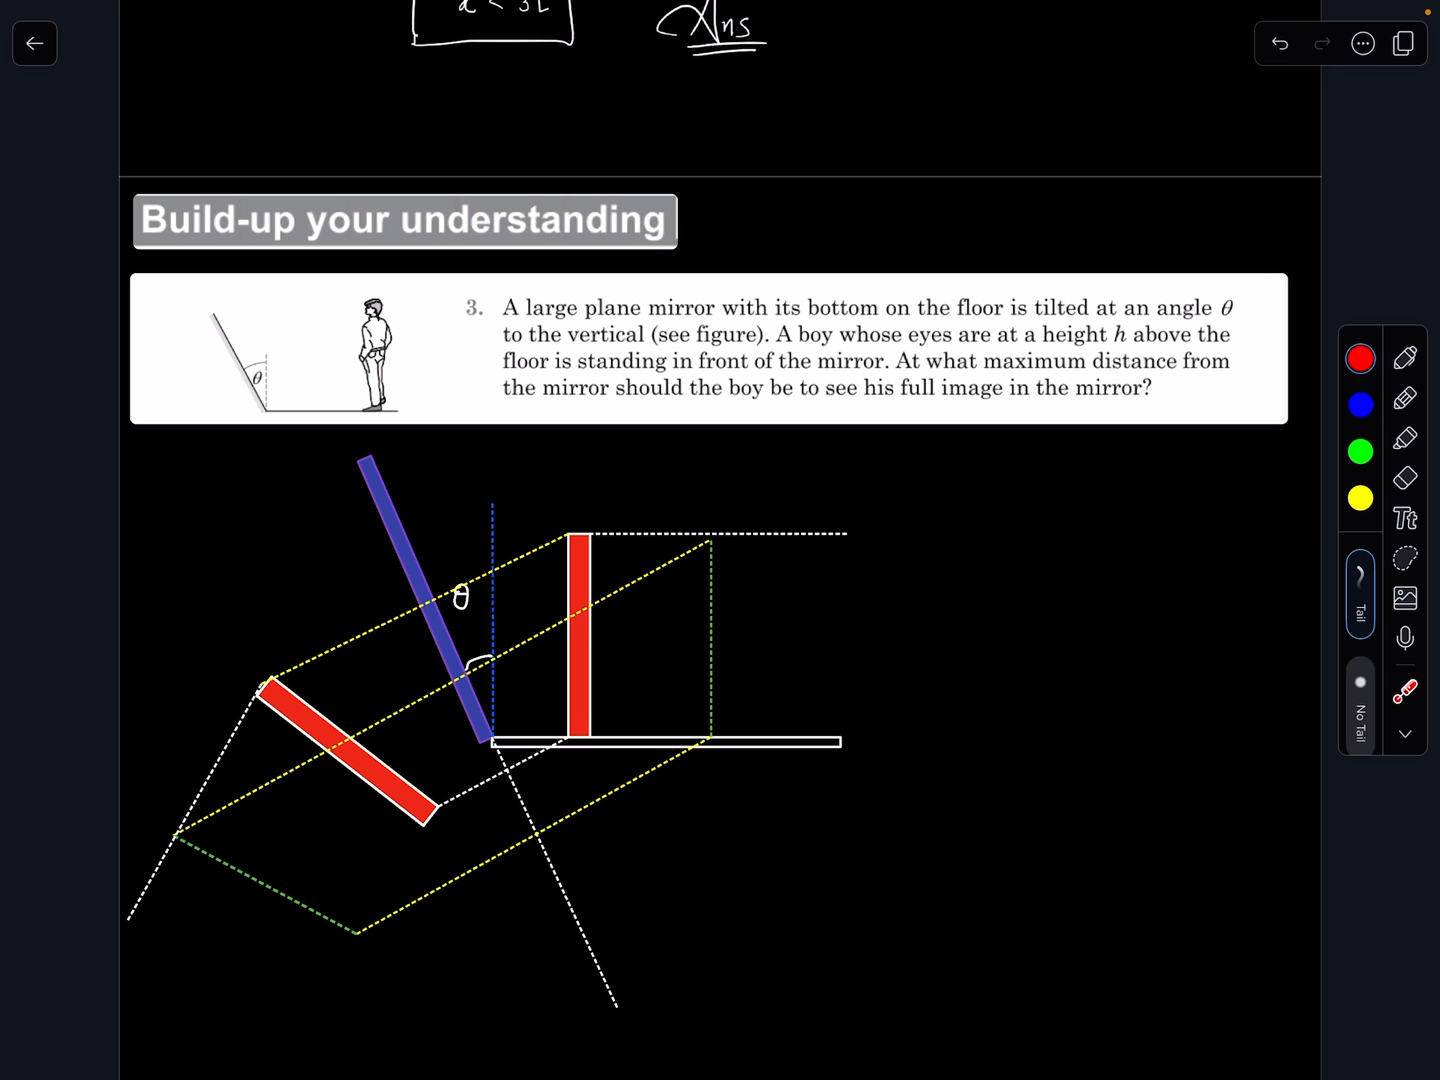 Ans
Build-up your understanding
3. A large plane mirror with its bottom on the floor is tilted at an angle θ
to the vertical (see figure). A boy whose eyes are at a height h above the
floor is standing in front of the mirror. At what maximum distance from
the mirror should the boy be to see his full image in the mirror?
θ
θ
Tt
Tail
No Tail